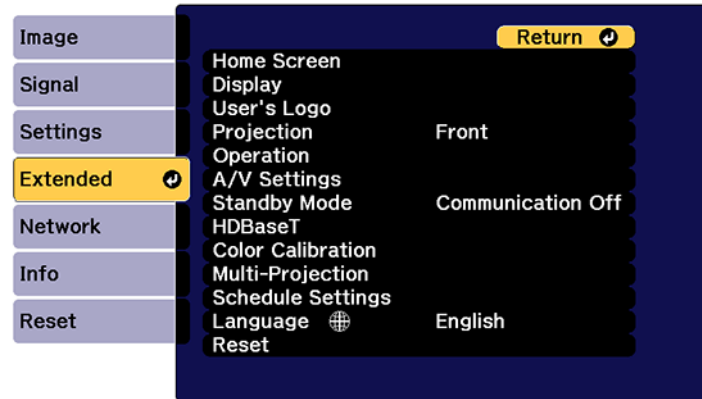 Image
Signal
Settings
Extended
Network
Info
Reset
Return
Home Screen
Display
User's Logo
Projection Front
Operation
A/V Settings
Standby Mode Communication Off
HDBaseT
Color Calibration
Multi-Projection
Schedule Settings
Language English
Reset